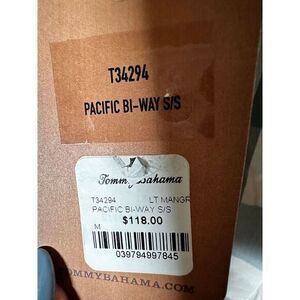 T34294
PACIFIC BI-WAY S/S
Tommy Bahama
T34294 LT MANGR
PACIFIC BI-WAY S/S
$118.00
M
039794997845
OMMYBAHAMA.COM